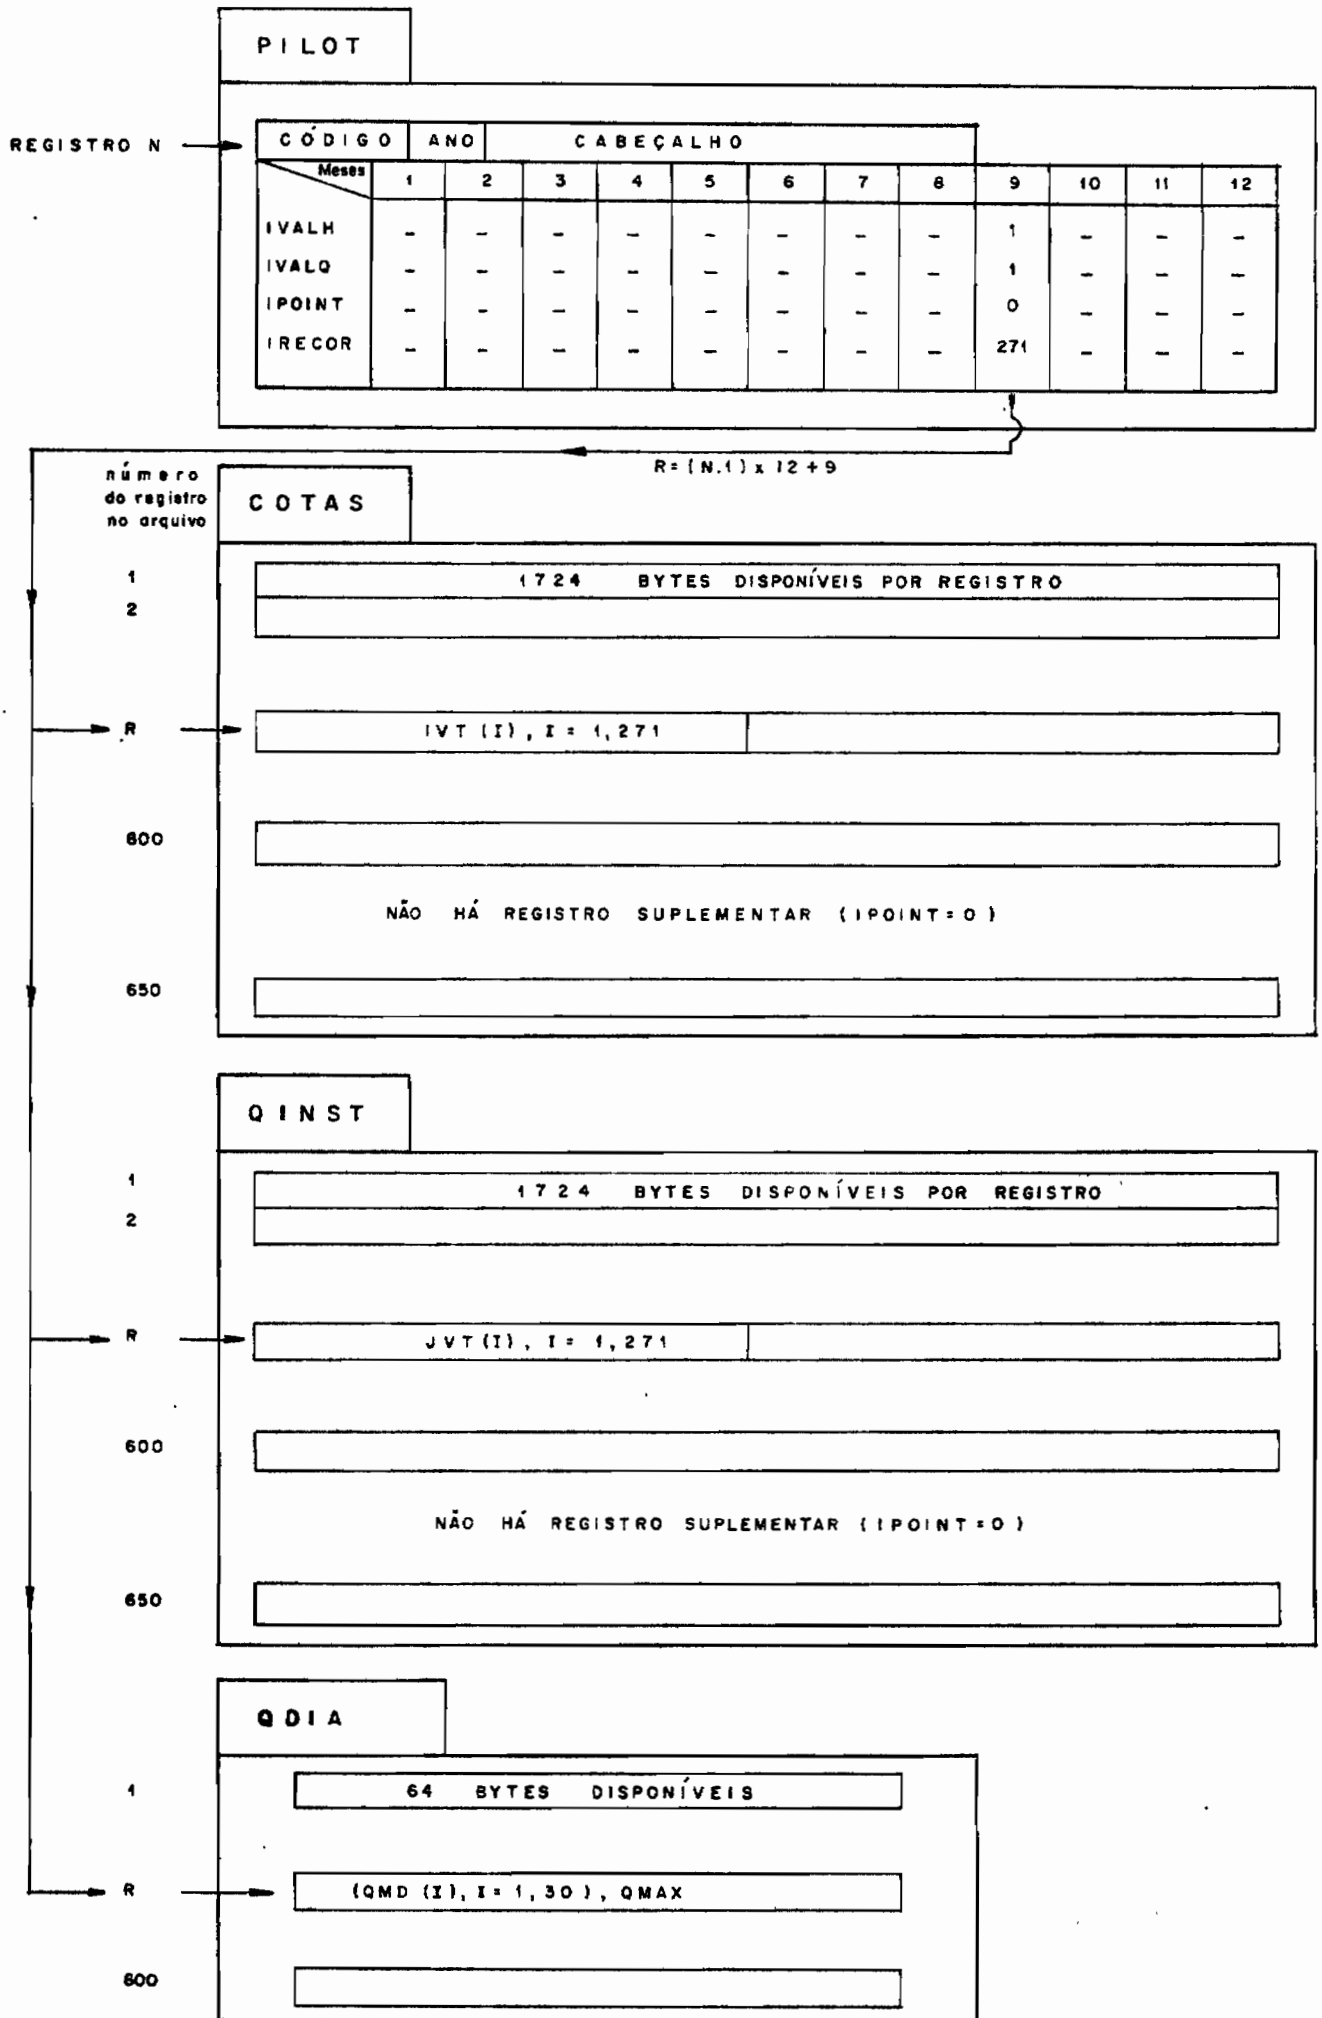 PILOT
REGISTRO N
CÓDIGO ANO CABEÇALHO
Meses 1 2 3 4 5 6 7 8 9 10 11 12
IVALH - - - - - - - - 1 - - -
IVALQ - - - - - - - - 1 - - -
IPOINT - - - - - - - - 0 - - -
IRECOR - - - - - - - - 271 - - -
R = (N.1) x 12 + 9
número
do registro
no arquivo
COTAS
1 1724 BYTES DISPONÍVEIS POR REGISTRO
2
R IVT (I), I = 1,271
600
NÃO HÁ REGISTRO SUPLEMENTAR (IPOINT=0)
650
QINST
1 1724 BYTES DISPONÍVEIS POR REGISTRO
2
R JVT (I), I = 1,271
600
NÃO HÁ REGISTRO SUPLEMENTAR (IPOINT=0)
650
QDIA
1 64 BYTES DISPONÍVEIS
R (QMD (I), I = 1,30), QMAX
600